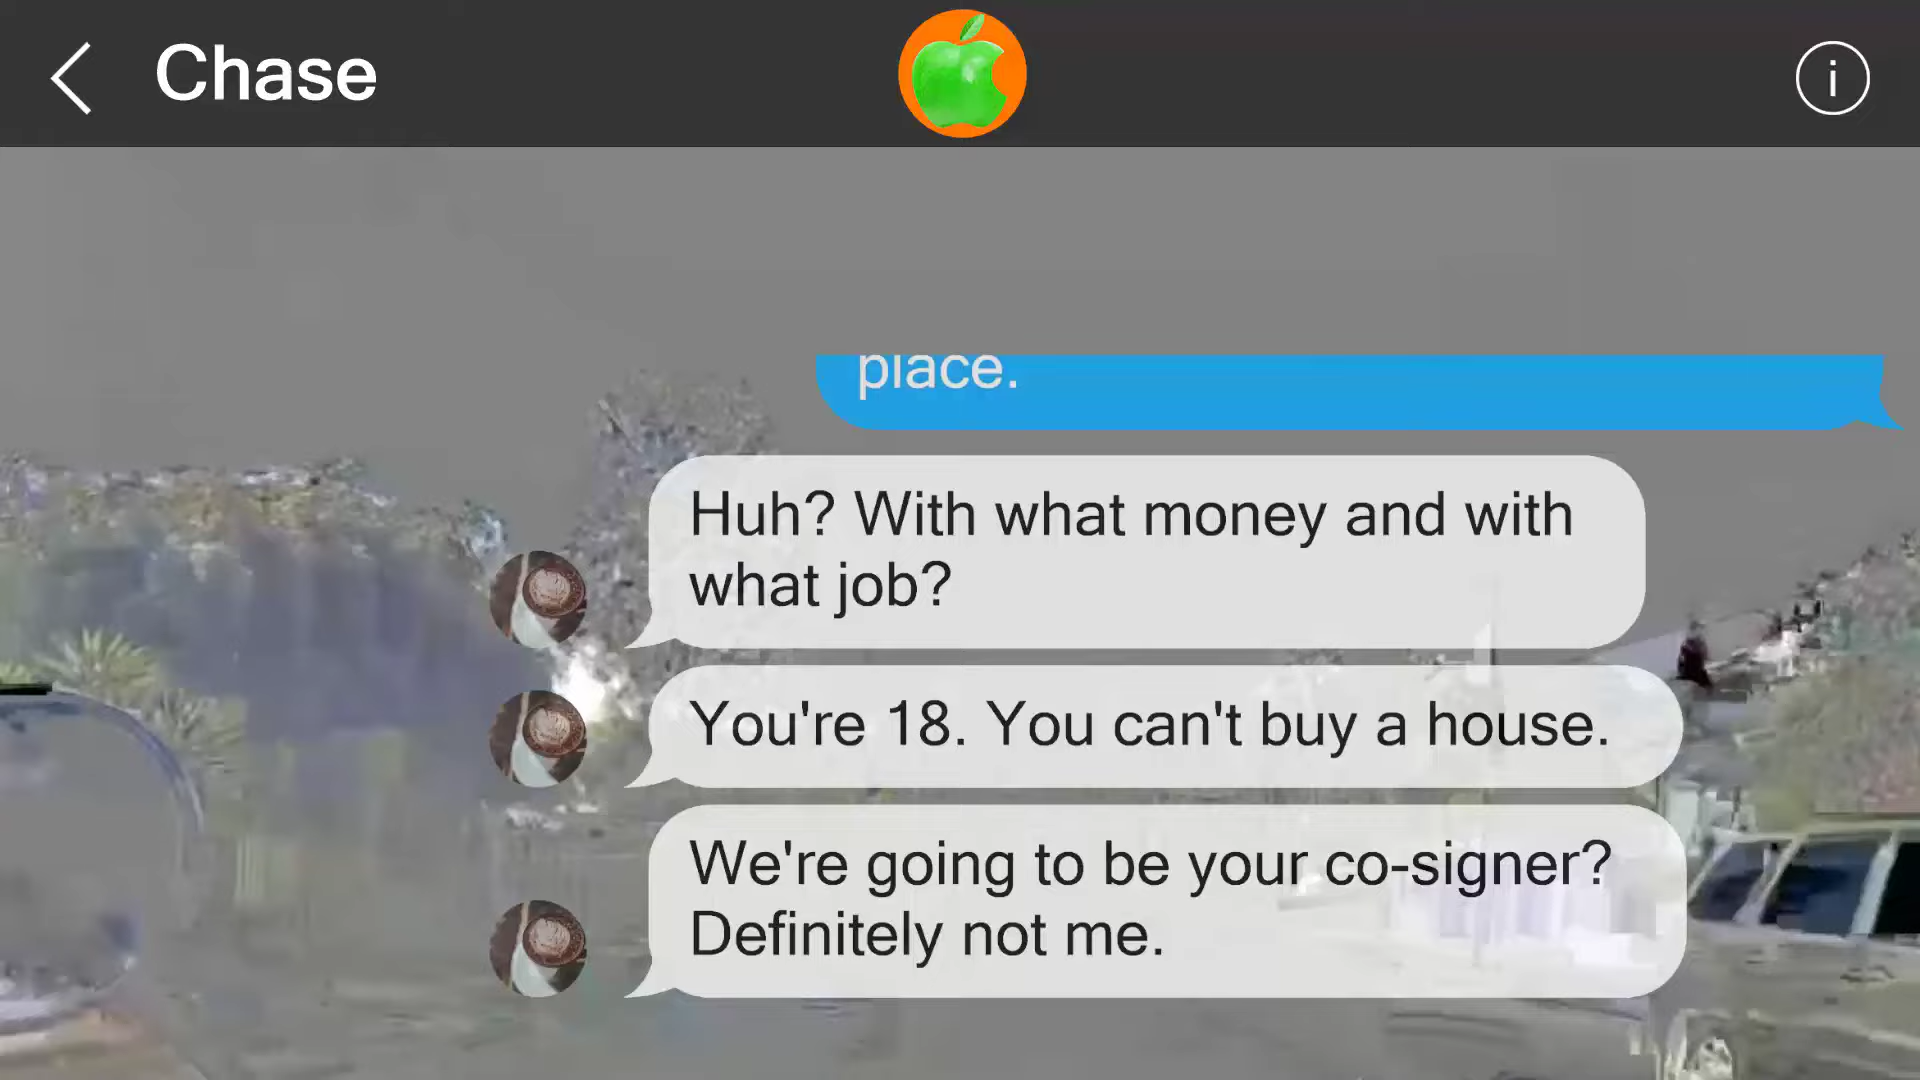 Chase
place.
Huh? With what money and with
what job?
You're 18. You can't buy a house.
We're going to be your co-signer?
Definitely not me.